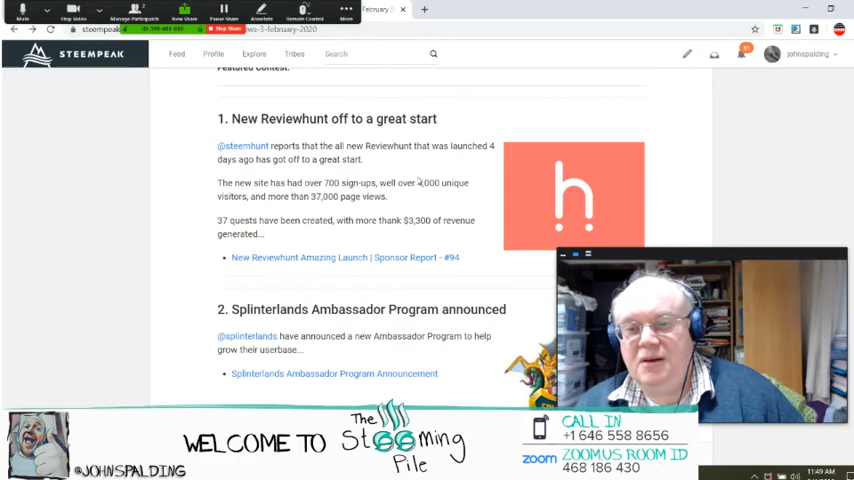 Mute
Stop Video
Manage Participants
New Share
Pause Share
Annotate
Remote Control
More
February
ID: 599-401-015
Stop Share
steempeak
ws-3-february-2020
STEEMPEAK
Feed
Profile
Explore
Tribes
Search
johnspalding
Featured Contest:
1. New Reviewhunt off to a great start
@steemhunt reports that the all new Reviewhunt that was launched 4
days ago has got off to a great start.
The new site has had over 700 sign-ups, well over ,000 unique
visitors, and more than 37,000 page views.
37 quests have been created, with more thank $3,300 of revenue
generated...
h
New Reviewhunt Amazing Launch | Sponsor Report - #94
2. Splinterlands Ambassador Program announced
@splinterlands have announced a new Ambassador Program to help
grow their userbase...
Splinterlands Ambassador Program Announcement
WELCOME TO
The
Steeming
Pile
@JOHNSPALDING
CALL IN
+1 646 558 8656
zoom
ZOOMUS ROOM ID
468 186 430
11:49 AM